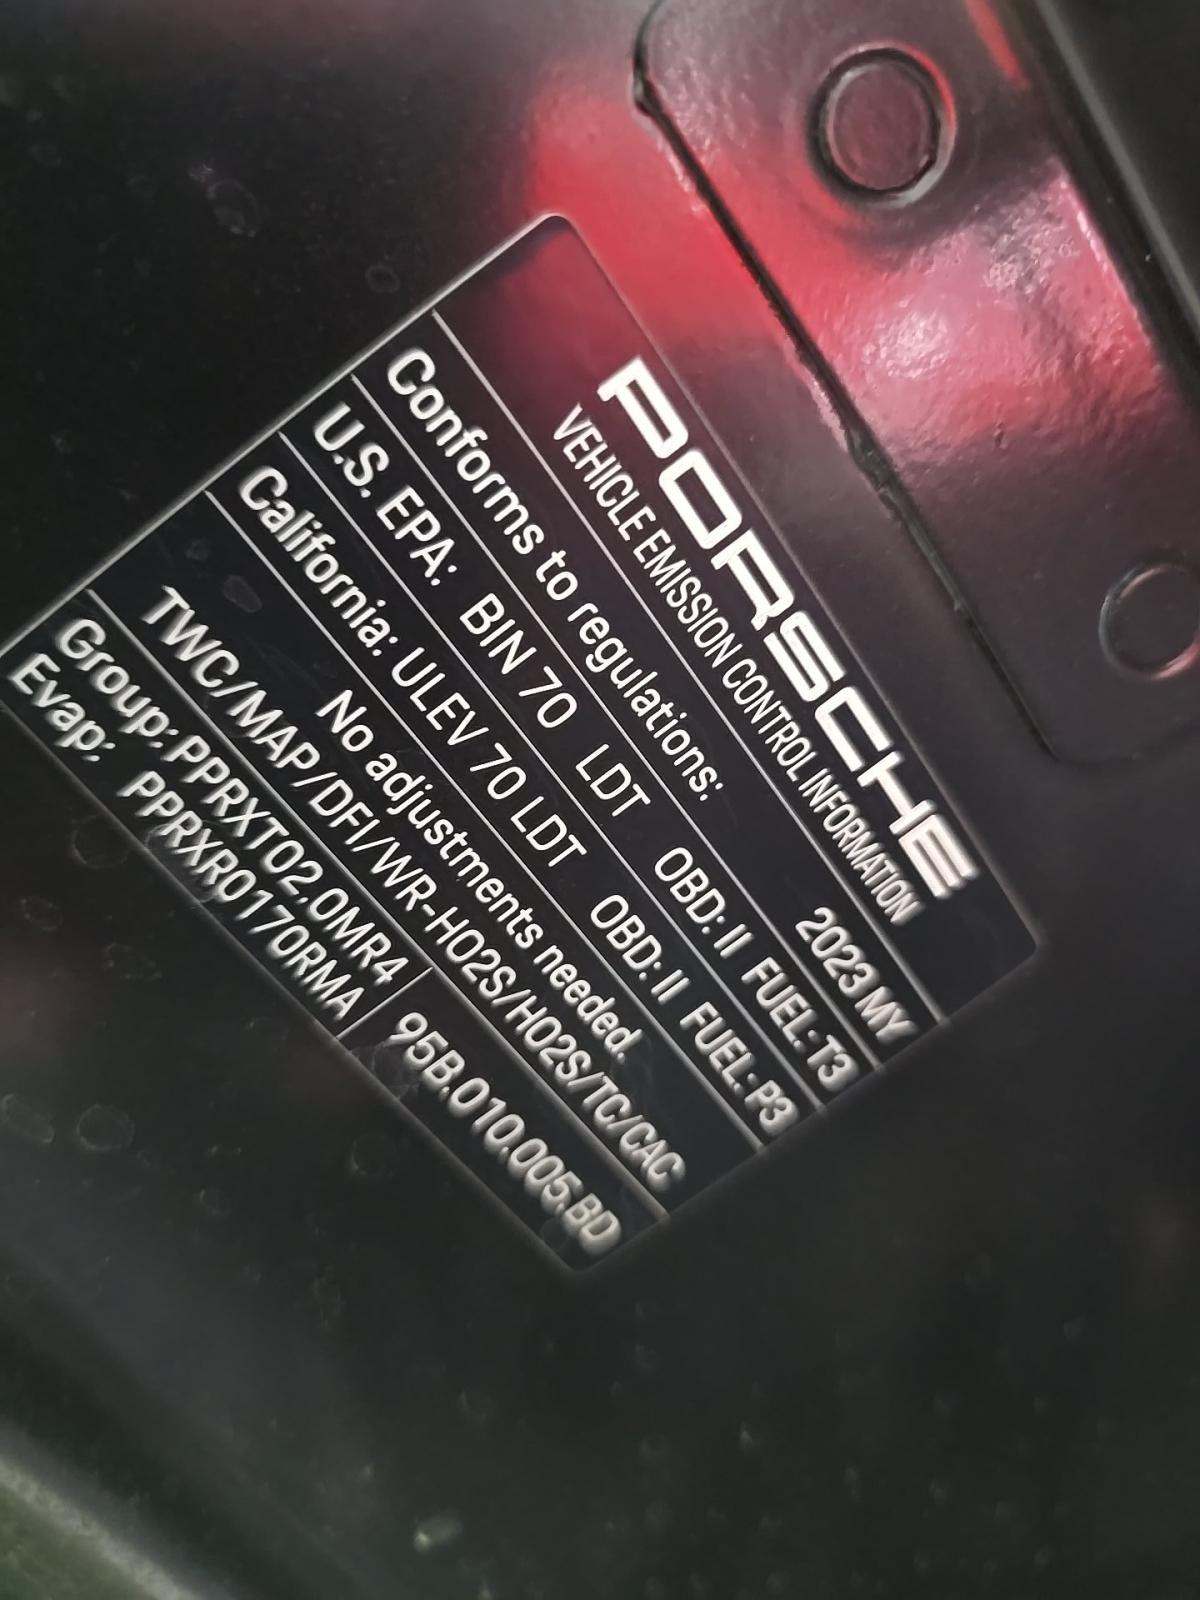 PORSCHE
VEHICLE EMISSION CONTROL INFORMATION
Conforms to regulations: 2023 MY
U.S. EPA: BIN 70 LDT OBD: II FUEL: T3
California: ULEV 70 LDT OBD: II FUEL: P3
No adjustments needed.
TWC/MAP/DFI/WR-HO2S/HO2S/TC/CAC
Group: PPRXT02.0MR4
Evap: PPRXR0170RMA
95B.010.005.BD